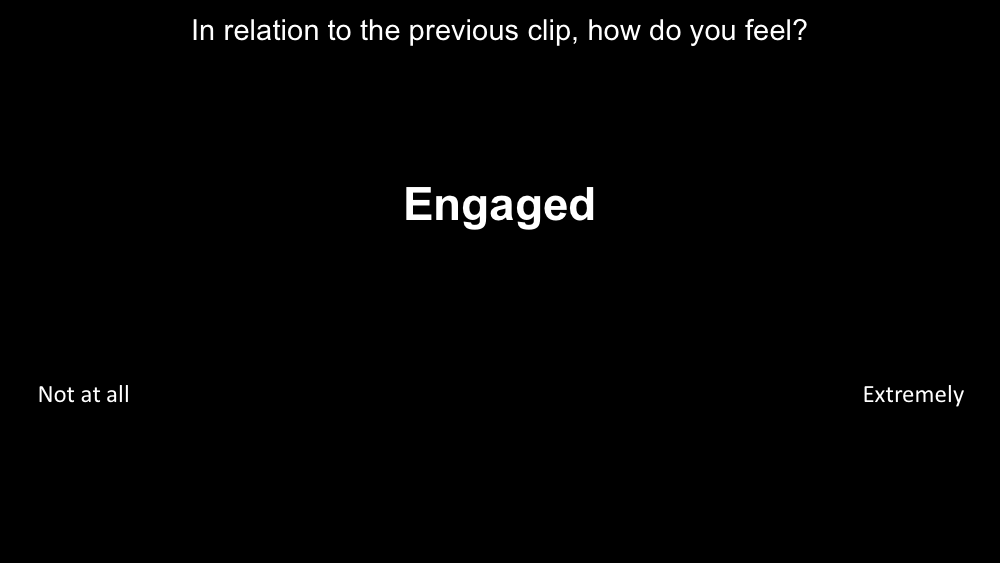 In relation to the previous clip, how do you feel?
Engaged
Not at all
Extremely